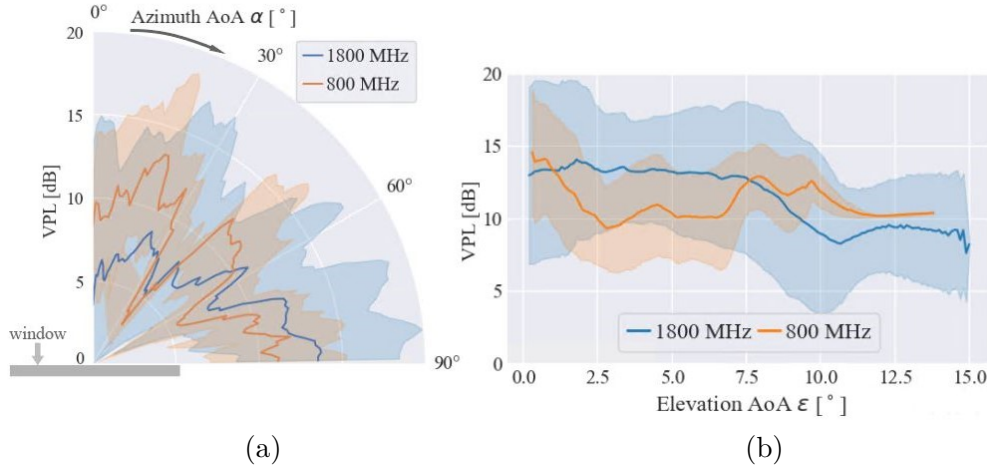 0°
Azimuth AoA α [°]
20
1800 MHz
800 MHz
30°
15
60°
VPL [dB]
10
5
window
0
90°
(a)
20
15
VPL [dB]
10
5
1800 MHz
800 MHz
0
0.0 2.5 5.0 7.5 10.0 12.5 15.0
Elevation AoA ε [°]
(b)